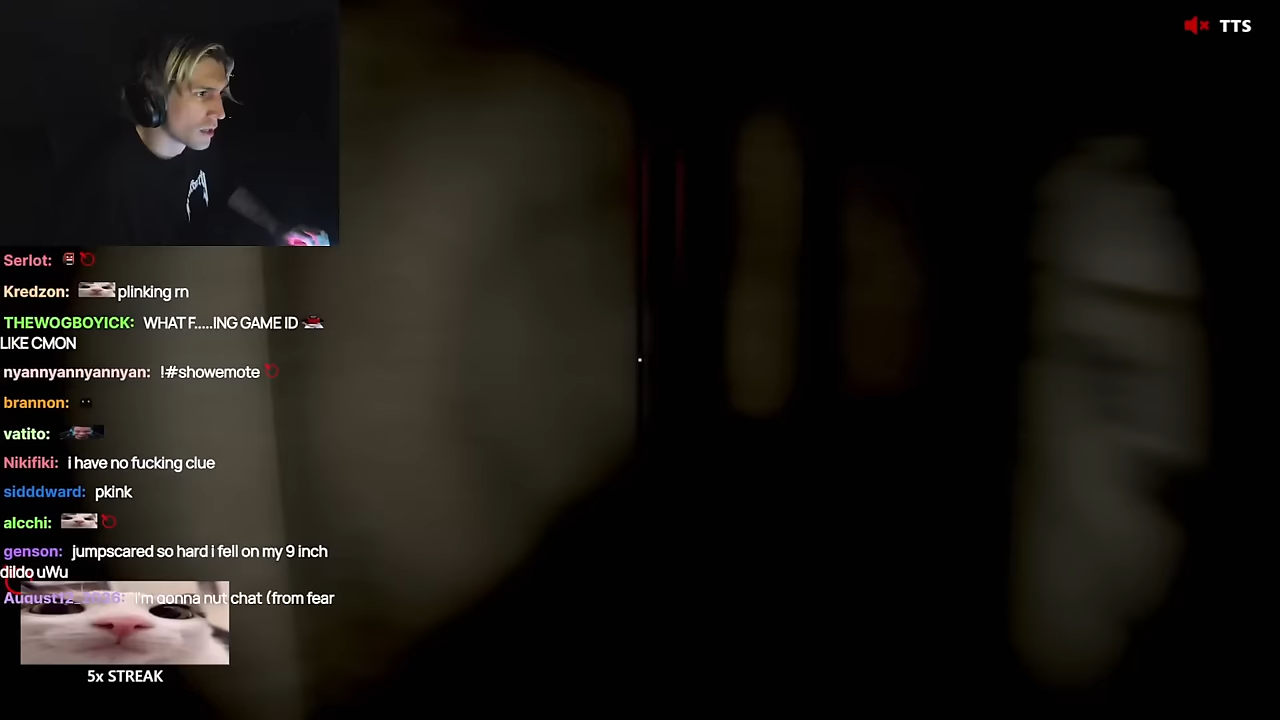 TTS
Serlot:
Kredzon: plinking rn
THEWOGBOYICK: WHAT F.....ING GAME ID
LIKE CMON
nyannyannyannyan: !#showemote
brannon:
vatito:
Nikifiki: i have no fucking clue
sidddward: pkink
alcchi:
genson: jumpscared so hard i fell on my 9 inch
dildo uWu
I'm gonna nut chat (from fear
5x STREAK